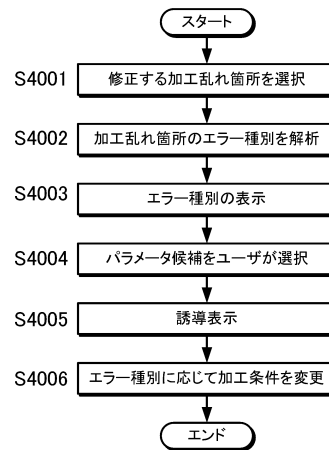 スタート
S4001 修正する加工乱れ箇所を選択
S4002 加工乱れ箇所のエラー種別を解析
S4003 エラー種別の表示
S4004 パラメータ候補をユーザが選択
S4005 誘導表示
S4006 エラー種別に応じて加工条件を変更
エンド